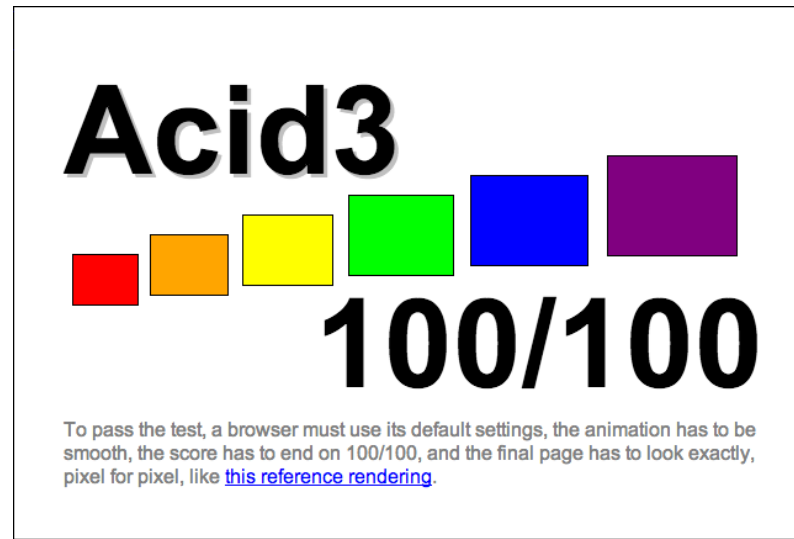 Acid3
100/100
To pass the test, a browser must use its default settings, the animation has to be
smooth, the score has to end on 100/100, and the final page has to look exactly,
pixel for pixel, like this reference rendering.